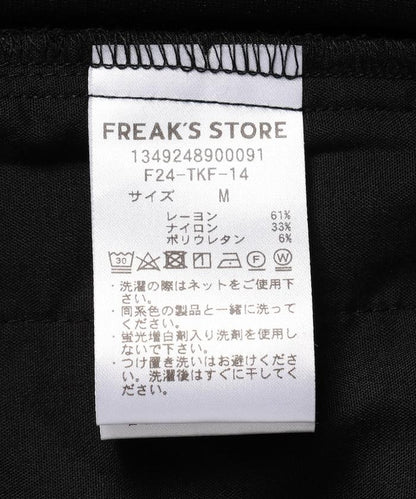 FREAK'S STORE
1349248900091
F24-TKF-14
サイズ M
レーヨン 61%
ナイロン 33%
ポリウレタン 6%
30 F W
・洗濯の際はネットをご使用下
さい。
・同系色の製品と一緒に洗って
ください。
・蛍光増白剤入り洗剤を使用し
ないで下さい。
・つけ置き洗いはお避けくださ
い。洗濯後はすぐに干してく
ださい。